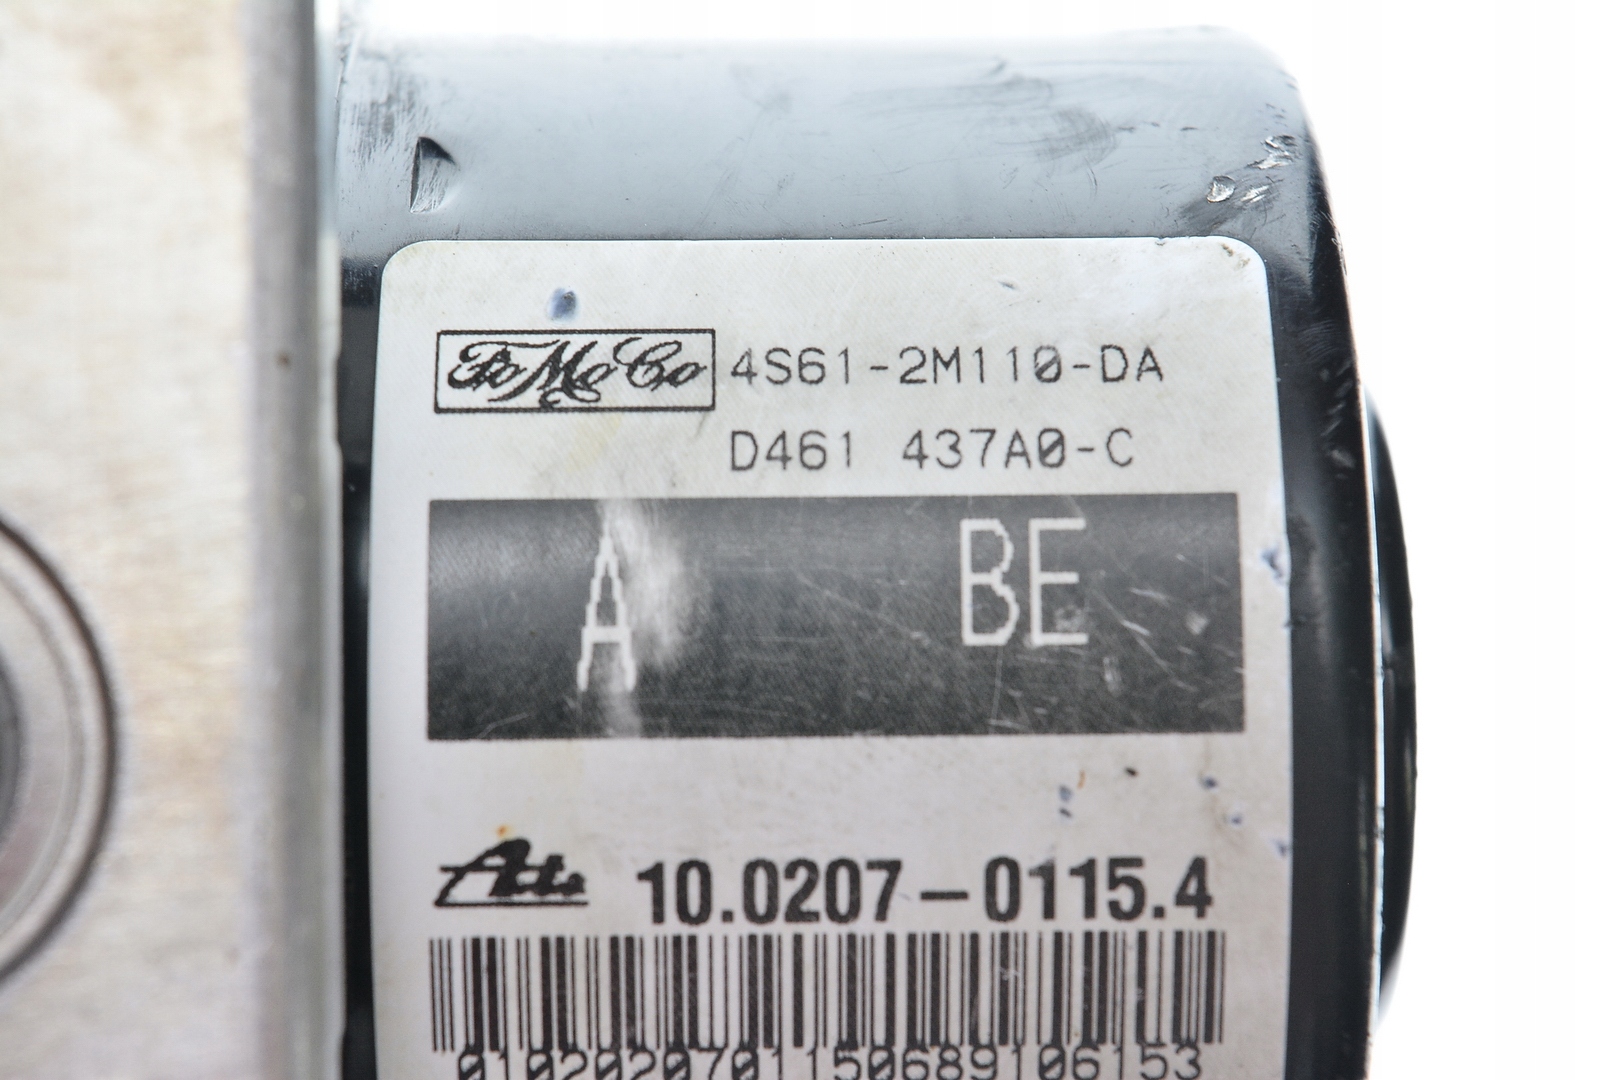 FoMoCo 4S61-2M110-DA
D461 437A0-C
A BE
Ate 10.0207-0115.4
0102020701150689106153